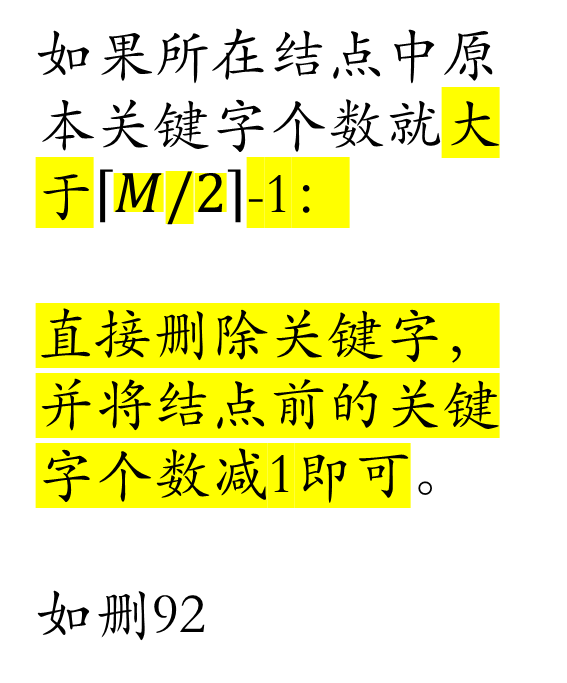 如果所在结点中原
本关键字个数就大
于⌈M/2⌉-1：
直接删除关键字，
并将结点前的关键
字个数减1即可。
如删92